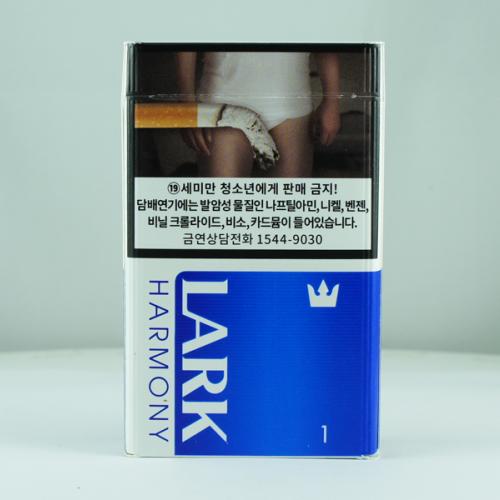 ⑲세미만 청소년에게 판매 금지!
담배연기에는 발암성 물질인 나프틸아민, 니켈, 벤젠,
비닐 크롤라이드, 비소, 카드뮴이 들어있습니다.
금연상담전화 1544-9030
LARK
HARMONY
1